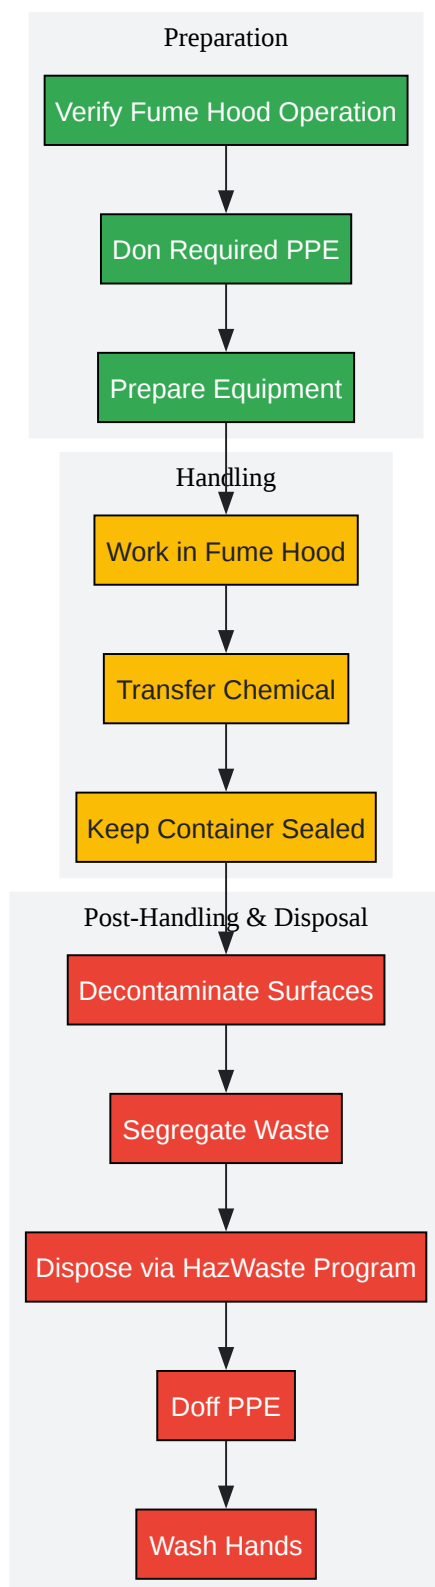 Preparation
Verify Fume Hood Operation
Don Required PPE
Prepare Equipment
Handling
Work in Fume Hood
Transfer Chemical
Keep Container Sealed
Post-Handling & Disposal
Decontaminate Surfaces
Segregate Waste
Dispose via HazWaste Program
Doff PPE
Wash Hands